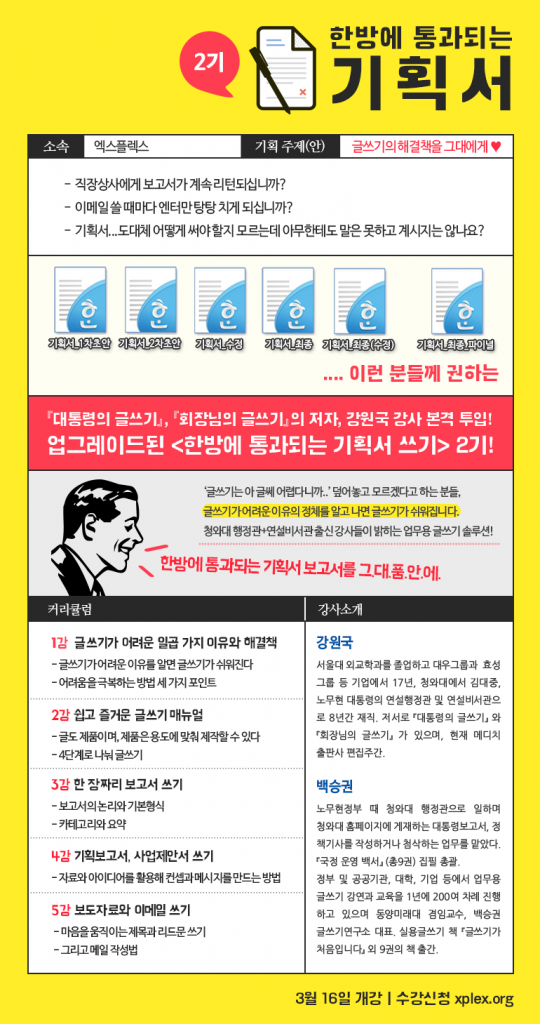 2기
한방에 통과되는
기획서
소속 엑스플렉스 기획 주제(안) 글쓰기의 해결책을 그대에게 ♥
- 직장상사에게 보고서가 계속 리턴되십니까?
- 이메일 쓸 때마다 엔터만 탕탕 치게 되십니까?
- 기획서...도대체 어떻게 써야 할지 모르는데 아무한테도 말은 못하고 계시지는 않나요?
한 한 한 한 한 한
기획서_1차초안 기획서_2차초안 기획서_수정 기획서_최종 기획서_최종(수정) 기획서_최종_파이널
.... 이런 분들께 권하는
『대통령의 글쓰기』, 『회장님의 글쓰기』의 저자, 강원국 강사 본격 투입!
업그레이드된 <한방에 통과되는 기획서 쓰기> 2기!
‘글쓰기는 아 글쎄 어렵다니까..’ 덮어놓고 모르겠다고 하는 분들,
글쓰기가 어려운 이유의 정체를 알고 나면 글쓰기가 쉬워집니다.
청와대 행정관+연설비서관 출신 강사들이 밝히는 업무용 글쓰기 솔루션!
한방에 통과되는 기획서 보고서를 그.대.품.안.에.
커리큘럼
1강 글쓰기가 어려운 일곱 가지 이유와 해결책
- 글쓰기가 어려운 이유를 알면 글쓰기가 쉬워진다
- 어려움을 극복하는 방법 세 가지 포인트
2강 쉽고 즐거운 글쓰기 매뉴얼
- 글도 제품이며, 제품은 용도에 맞춰 제작할 수 있다
- 4단계로 나눠 글쓰기
3강 한 장짜리 보고서 쓰기
- 보고서의 논리와 기본형식
- 카테고리와 요약
4강 기획보고서, 사업제안서 쓰기
- 자료와 아이디어를 활용해 컨셉과 메시지를 만드는 방법
5강 보도자료와 이메일 쓰기
- 마음을 움직이는 제목과 리드문 쓰기
- 그리고 메일 작성법
강사소개
강원국
서울대 외교학과를 졸업하고 대우그룹과 효성
그룹 등 기업에서 17년, 청와대에서 김대중,
노무현 대통령의 연설행정관 및 연설비서관으
로 8년간 재직. 저서로 『대통령의 글쓰기』 와
『회장님의 글쓰기』 가 있으며, 현재 메디치
출판사 편집주간.
백승권
노무현정부 때 청와대 행정관으로 일하며
청와대 홈페이지에 게재하는 대통령보고서, 정
책기사를 작성하거나 첨삭하는 업무를 맡았다.
『국정 운영 백서』 (총9권) 집필 총괄.
정부 및 공공기관, 대학, 기업 등에서 업무용
글쓰기 강연과 교육을 1년에 200여 차례 진행
하고 있으며 동양미래대 겸임교수, 백승권
글쓰기연구소 대표. 실용글쓰기 책 『글쓰기가
처음입니다』 외 9권의 책 출간.
3월 16일 개강 | 수강신청 xplex.org